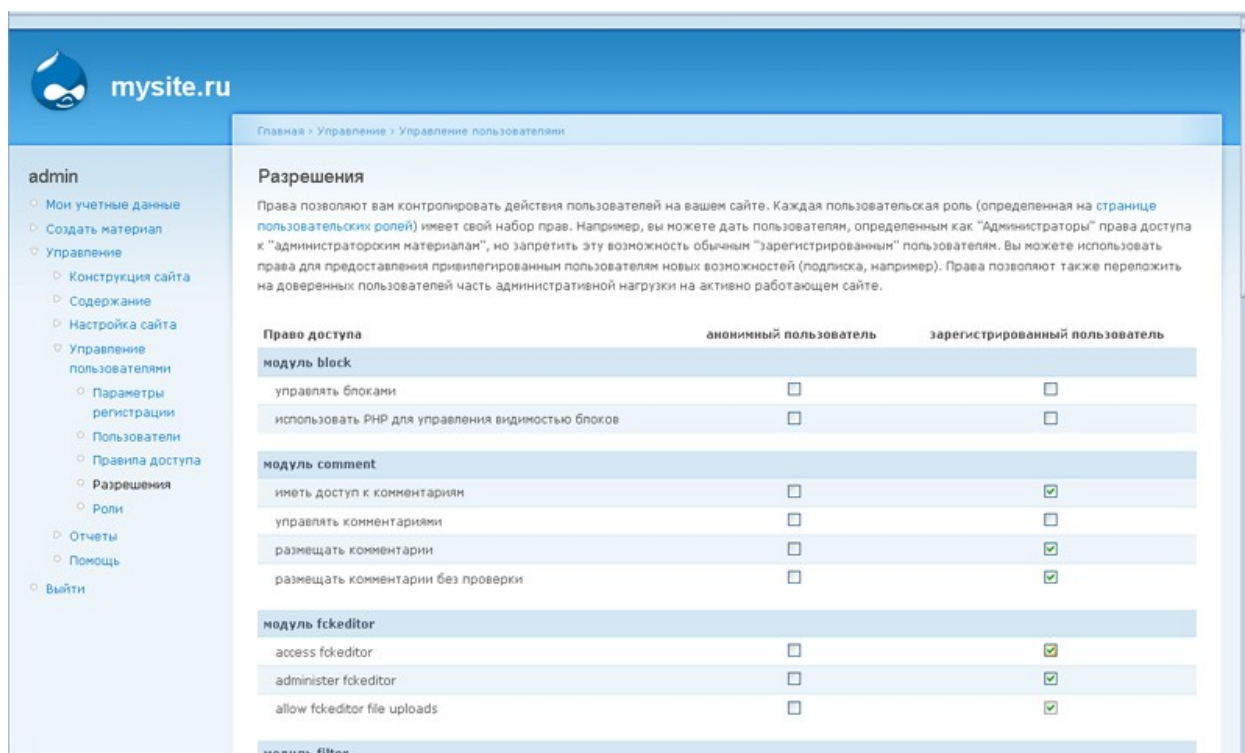 mysite.ru
Главная › Управление › Управление пользователями
admin
Мои учетные данные
Создать материал
Управление
Конструкция сайта
Содержание
Настройка сайта
Управление
пользователями
Параметры
регистрации
Пользователи
Правила доступа
Разрешения
Роли
Отчеты
Помощь
Выйти
Разрешения
Права позволяют вам контролировать действия пользователей на вашем сайте. Каждая пользовательская роль (определенная на странице
пользовательских ролей) имеет свой набор прав. Например, вы можете дать пользователям, определенным как "Администраторы" права доступа
к "администраторским материалам", но запретить эту возможность обычным "зарегистрированным" пользователям. Вы можете использовать
права для предоставления привилегированным пользователям новых возможностей (подписка, например). Права позволяют также переложить
на доверенных пользователей часть административной нагрузки на активно работающем сайте.
Право доступа анонимный пользователь зарегистрированный пользователь
модуль block
управлять блоками
использовать PHP для управления видимостью блоков
модуль comment
иметь доступ к комментариям
управлять комментариями
размещать комментарии
размещать комментарии без проверки
модуль fckeditor
access fckeditor
administer fckeditor
allow fckeditor file uploads
модуль filter